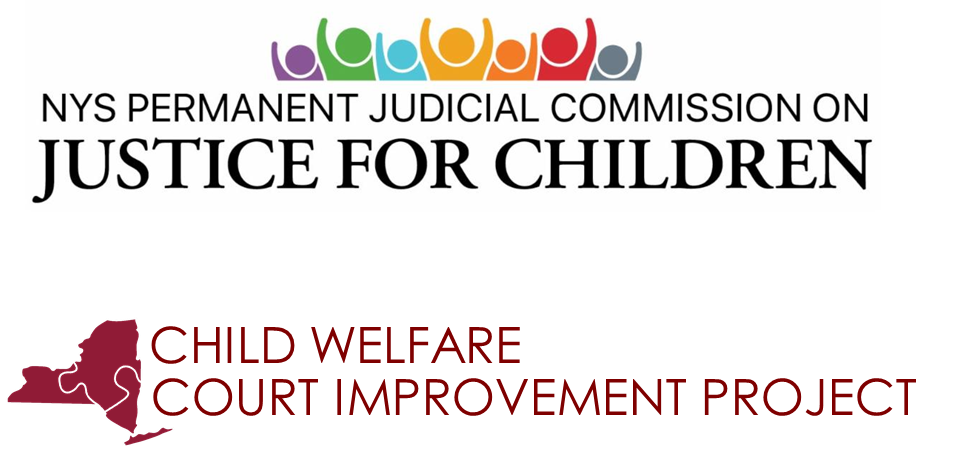 NYS PERMANENT JUDICIAL COMMISSION ON
JUSTICE FOR CHILDREN
CHILD WELFARE
COURT IMPROVEMENT PROJECT